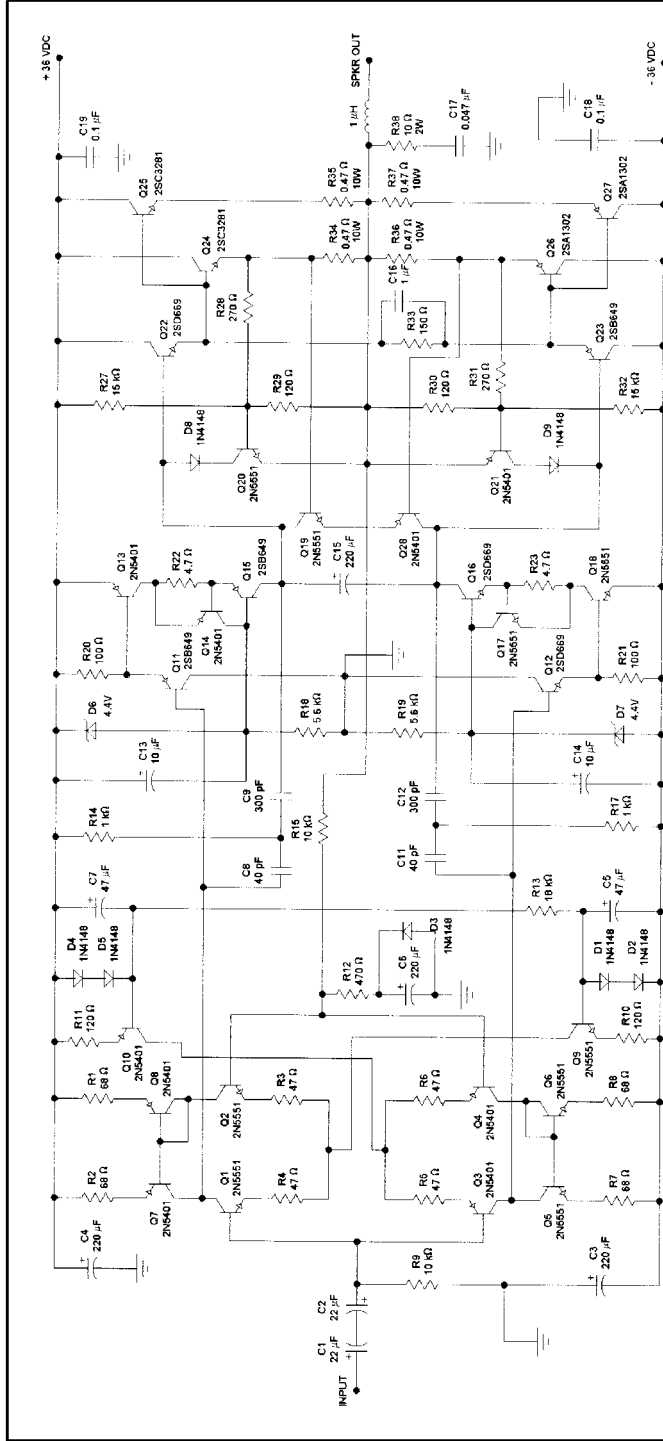 + 36 VDC
C19
0.1 µF
Q25
2SC3281
Q24
2SC3281
Q22
2SD669
R27
15 kΩ
R28
270 Ω
R35
0.47 Ω
10W
R34
0.47 Ω
10W
SPKR OUT
1 µH
R38
10 Ω
2W
R37
0.47 Ω
10W
R36
0.47 Ω
10W
C17
0.047 µF
C18
0.1 µF
Q27
2SA1302
Q26
2SA1302
- 36 VDC
C16
1 µF
R33
150 Ω
Q23
2SB649
R29
120 Ω
R30
120 Ω
R31
270 Ω
R32
15 kΩ
D8
1N4148
Q20
2N5551
Q21
2N5401
D9
1N4148
Q19
2N5551
Q28
2N5401
C15
220 µF
Q13
2N5401
R22
4.7 Ω
Q15
2SB649
Q14
2N5401
Q11
2SB649
R20
100 Ω
Q16
2SD669
R23
4.7 Ω
Q18
2N5551
Q17
2N5551
Q12
2SD669
R21
100 Ω
D6
4.4V
C13
10 µF
R18
5.6 kΩ
R19
5.6 kΩ
D7
4.4V
C14
10 µF
R14
1 kΩ
C9
300 pF
C8
40 pF
R15
10 kΩ
C12
300 pF
C11
40 pF
R17
1 kΩ
C7
47 µF
D4
1N4148
D5
1N4148
R11
120 Ω
Q10
2N5401
R12
470 Ω
C6
220 µF
D3
1N4148
R13
18 kΩ
C5
47 µF
D1
1N4148
D2
1N4148
Q9
2N5551
R10
120 Ω
R1
68 Ω
Q8
2N5401
Q2
2N5551
R3
47 Ω
R6
47 Ω
Q4
2N5401
Q6
2N5551
R8
68 Ω
R2
68 Ω
Q7
2N5401
Q1
2N5551
R4
47 Ω
R5
47 Ω
Q3
2N5401
Q5
2N5551
R7
68 Ω
C4
220 µF
C2
22 µF
C1
22 µF
INPUT
R9
10 kΩ
C3
220 µF